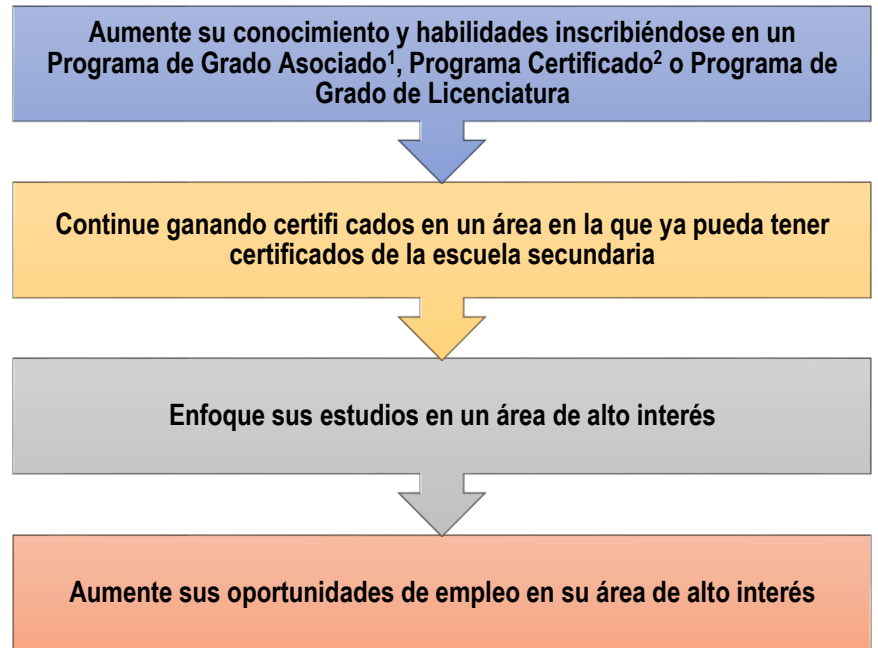 Aumente su conocimiento y habilidades inscribiéndose en un
Programa de Grado Asociado¹, Programa Certificado² o Programa de
Grado de Licenciatura
Continue ganando certifi cados en un área en la que ya pueda tener
certificados de la escuela secundaria
Enfoque sus estudios en un área de alto interés
Aumente sus oportunidades de empleo en su área de alto interés